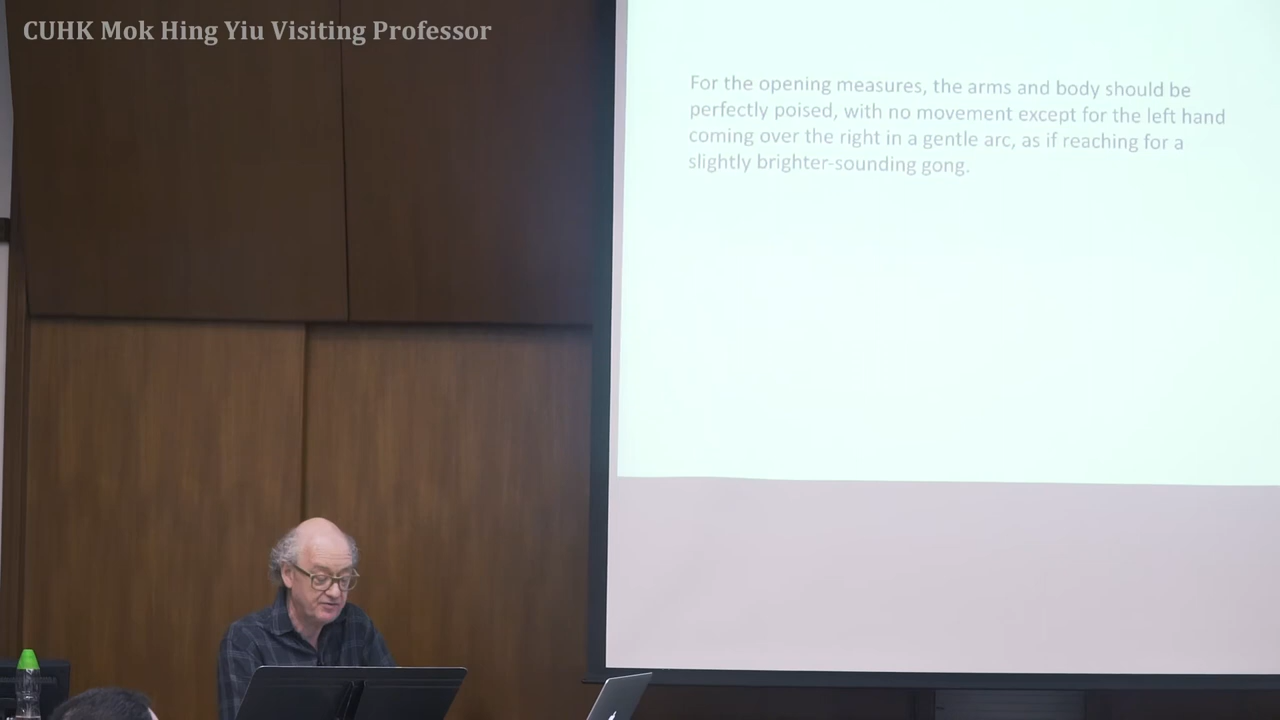 CUHK Mok Hing Yiu Visiting Professor
For the opening measures, the arms and body should be
perfectly poised, with no movement except for the left hand
coming over the right in a gentle arc, as if reaching for a
slightly brighter-sounding gong.